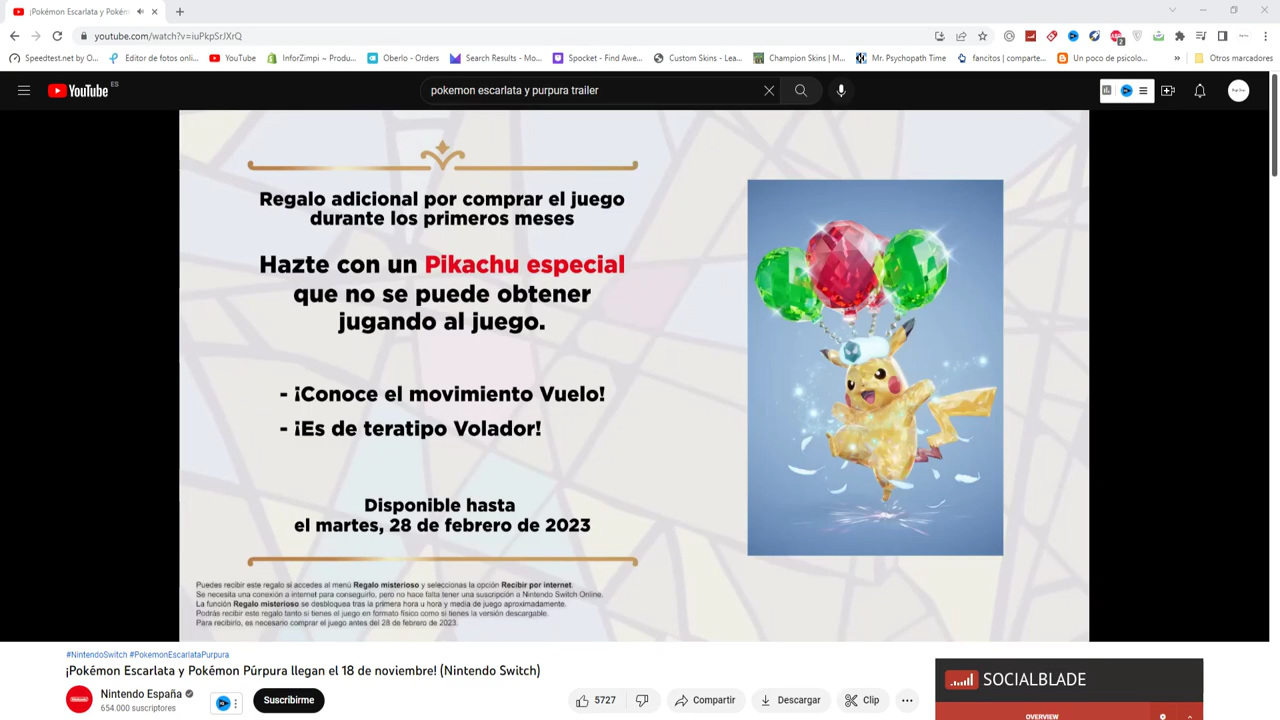 ¡Pokémon Escarlata y Pokém
youtube.com/watch?v=iuPkpSrJXrQ
2
Speedtest.net by O...
Editor de fotos onli...
YouTube
InforZimpi ~ Produ...
Oberlo - Orders
Search Results - Mo...
Spocket - Find Awe...
Custom Skins - Lea...
Champion Skins | M...
Mr. Psychopath Time
fancitos | comparte...
Un poco de psicolo...
»
Otros marcadores
YouTube ES
pokemon escarlata y purpura trailer
Regalo adicional por comprar el juego
durante los primeros meses
Hazte con un Pikachu especial
que no se puede obtener
jugando al juego.
- ¡Conoce el movimiento Vuelo!
- ¡Es de teratipo Volador!
Disponible hasta
el martes, 28 de febrero de 2023
Puedes recibir este regalo si accedes al menú Regalo misterioso y seleccionas la opción Recibir por internet.
Se necesita una conexión a internet para conseguirlo, pero no hace falta tener una suscripción a Nintendo Switch Online.
La función Regalo misterioso se desbloquea tras la primera hora u hora y media de juego aproximadamente.
Podrás recibir este regalo tanto si tienes el juego en formato físico como si tienes la versión descargable.
Para recibirlo, es necesario comprar el juego antes del 28 de febrero de 2023.
#NintendoSwitch #PokemonEscarlataPurpura
¡Pokémon Escarlata y Pokémon Púrpura llegan el 18 de noviembre! (Nintendo Switch)
Nintendo España
654.000 suscriptores
Suscribirme
5727
Compartir
Descargar
Clip
SOCIALBLADE
OVERVIEW